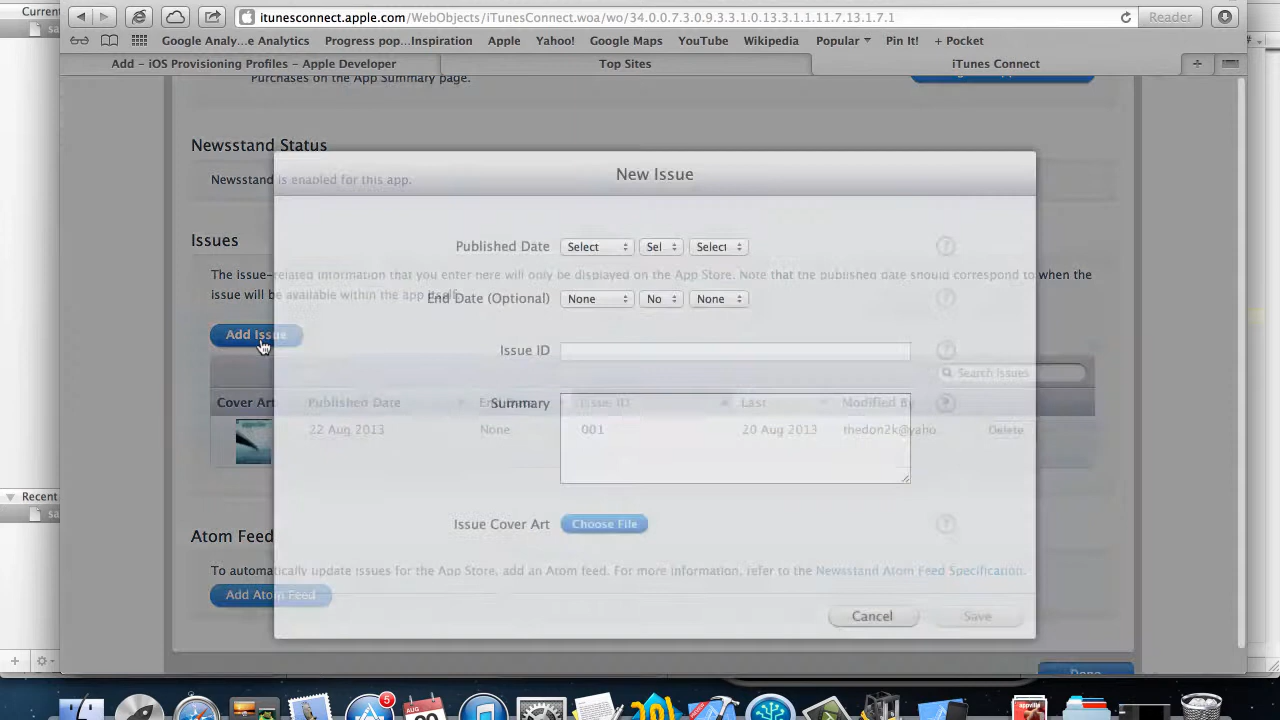 Current
itunesconnect.apple.com/WebObjects/iTunesConnect.woa/wo/34.0.0.7.3.0.9.3.3.1.0.13.3.1.1.11.7.13.1.7.1
Reader
Google Analy...e Analytics Progress pop...Inspiration Apple Yahoo! Google Maps YouTube Wikipedia Popular Pin It! + Pocket
Add – iOS Provisioning Profiles – Apple Developer
Top Sites
iTunes Connect
Purchases on the App Summary page.
Newsstand Status
New Issue
Newsstand is enabled for this app.
Issues
Published Date Select Sel Select
The issue-related information that you enter here will only be displayed on the App Store. Note that the published date should correspond to when the
issue will be available within the app itself.
End Date (Optional) None No None
Add Issue
Issue ID
Search Issues
Cover Art Published Date Issue ID Last Modified B
Summary
22 Aug 2013 None 001 20 Aug 2013 thedon2k@yaho Delete
Recent
sa
Issue Cover Art Choose File
Atom Feed
To automatically update issues for the App Store, add an Atom feed. For more information, refer to the Newsstand Atom Feed Specification.
Add Atom Feed
Cancel Save
Done
5